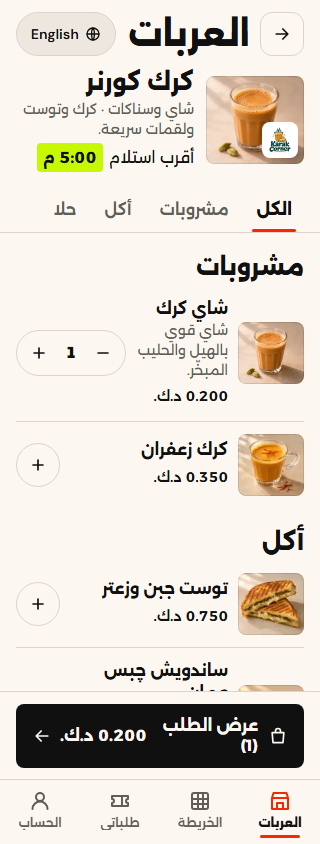 العربات
English
كرك كورنر
شاي وسناكات · كرك وتوست
ولقمات سريعة.
أقرب استلام 5:00 م
Karak
Corner
الكل
مشروبات
أكل
حلا
مشروبات
شاي كرك
شاي قوي
بالهيل والحليب
المبخّر.
0.200 د.ك.
1
كرك زعفران
0.350 د.ك.
أكل
توست جبن وزعتر
0.750 د.ك.
ساندويش چبس
عرض الطلب
(1)
0.200 د.ك.
العربات
الخريطة
طلباتي
الحساب